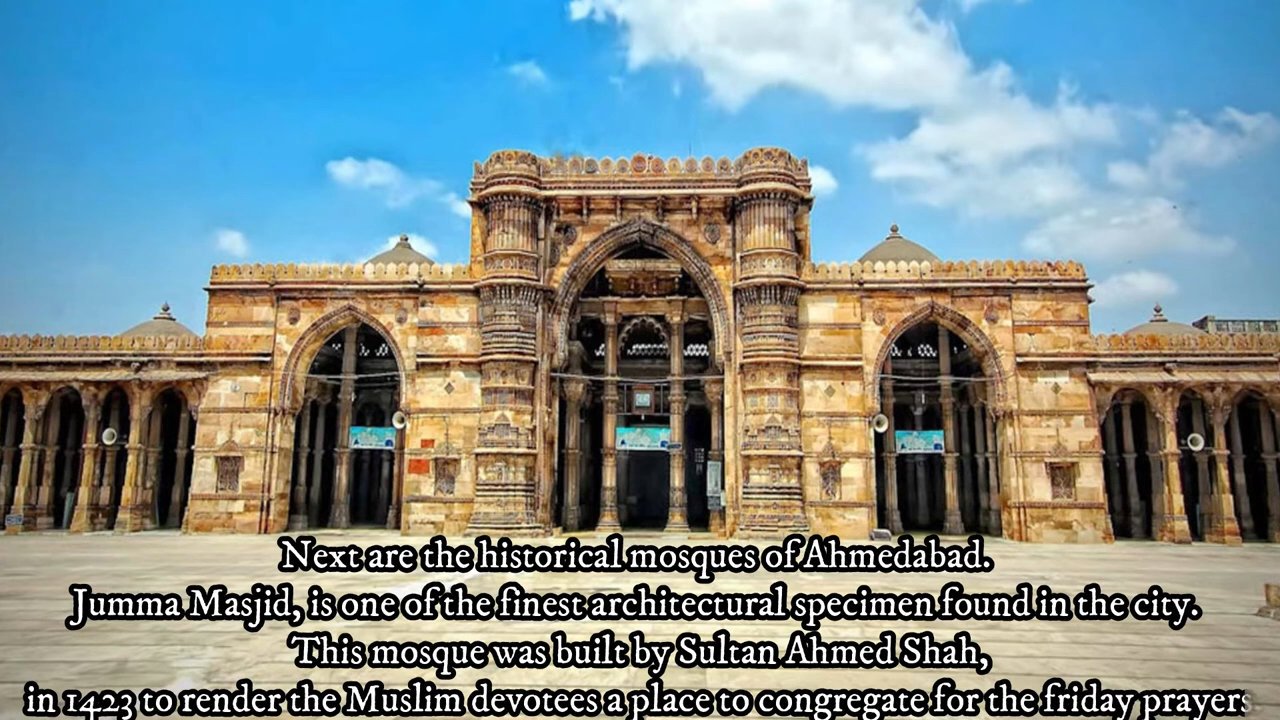 Next are the historical mosques of Ahmedabad.
Jumma Masjid, is one of the finest architectural specimen found in the city.
This mosque was built by Sultan Ahmed Shah,
in 1423 to render the Muslim devotees a place to congregate for the friday prayers